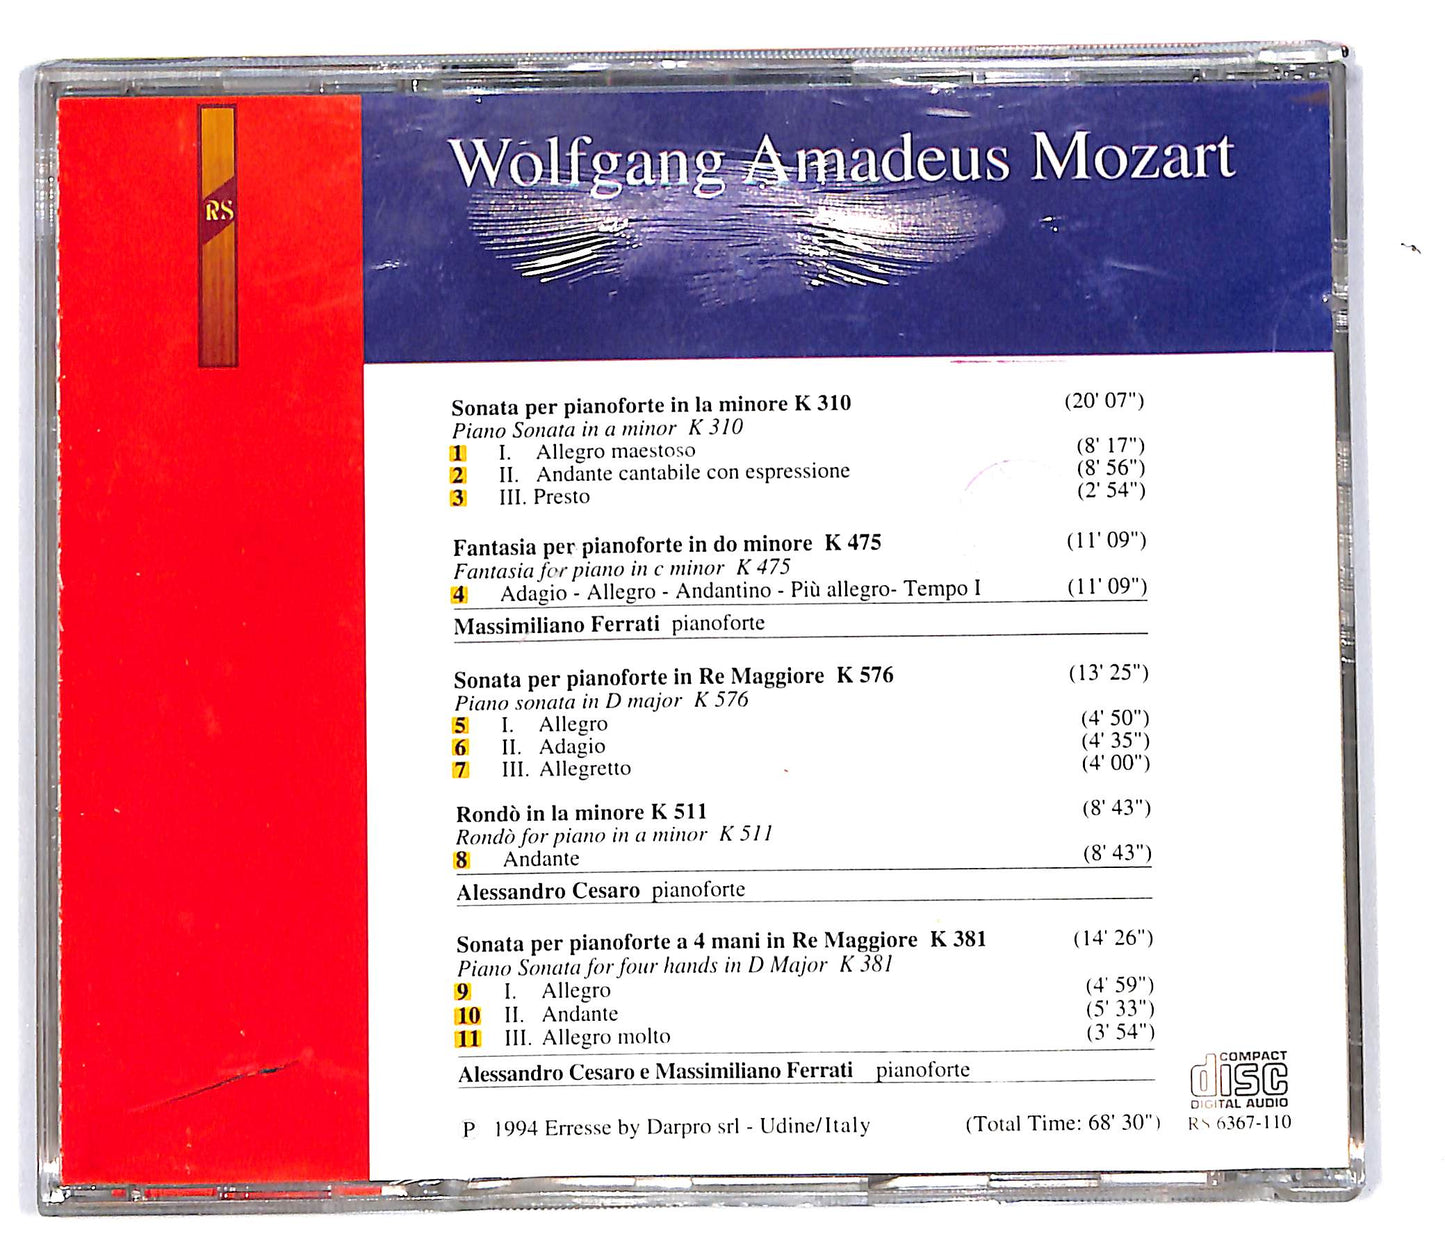 RS
Wolfgang Amadeus Mozart
Sonata per pianoforte in la minore K 310 (20' 07")
Piano Sonata in a minor K 310
1 I. Allegro maestoso (8' 17")
2 II. Andante cantabile con espressione (8' 56")
3 III. Presto (2' 54")
Fantasia per pianoforte in do minore K 475 (11' 09")
Fantasia for piano in c minor K 475
4 Adagio - Allegro - Andantino - Più allegro- Tempo I (11' 09")
Massimiliano Ferrati pianoforte
Sonata per pianoforte in Re Maggiore K 576 (13' 25")
Piano sonata in D major K 576
5 I. Allegro (4' 50")
6 II. Adagio (4' 35")
7 III. Allegretto (4' 00")
Rondò in la minore K 511 (8' 43")
Rondò for piano in a minor K 511
8 Andante (8' 43")
Alessandro Cesaro pianoforte
Sonata per pianoforte a 4 mani in Re Maggiore K 381 (14' 26")
Piano Sonata for four hands in D Major K 381
9 I. Allegro (4' 59")
10 II. Andante (5' 33")
11 III. Allegro molto (3' 54")
Alessandro Cesaro e Massimiliano Ferrati pianoforte
COMPACT
disc
DIGITAL AUDIO
P 1994 Erresse by Darpro srl - Udine/Italy (Total Time: 68' 30") RS 6367-110